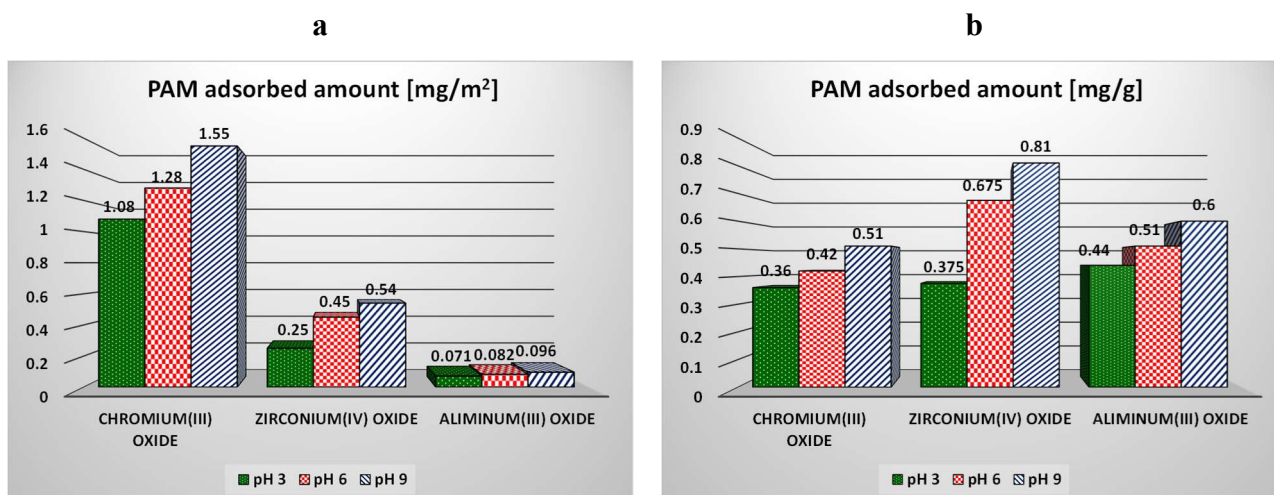 a
PAM adsorbed amount [mg/m²]
1.6
1.4
1.2
1
0.8
0.6
0.4
0.2
0
1.08
1.28
1.55
0.25
0.45
0.54
0.071
0.082
0.096
CHROMIUM(III)
OXIDE
ZIRCONIUM(IV) OXIDE
ALIMINUM(III) OXIDE
pH 3
pH 6
pH 9
b
PAM adsorbed amount [mg/g]
0.9
0.8
0.7
0.6
0.5
0.4
0.3
0.2
0.1
0
0.36
0.42
0.51
0.375
0.675
0.81
0.44
0.51
0.6
CHROMIUM(III)
OXIDE
ZIRCONIUM(IV) OXIDE
ALIMINUM(III) OXIDE
pH 3
pH 6
pH 9